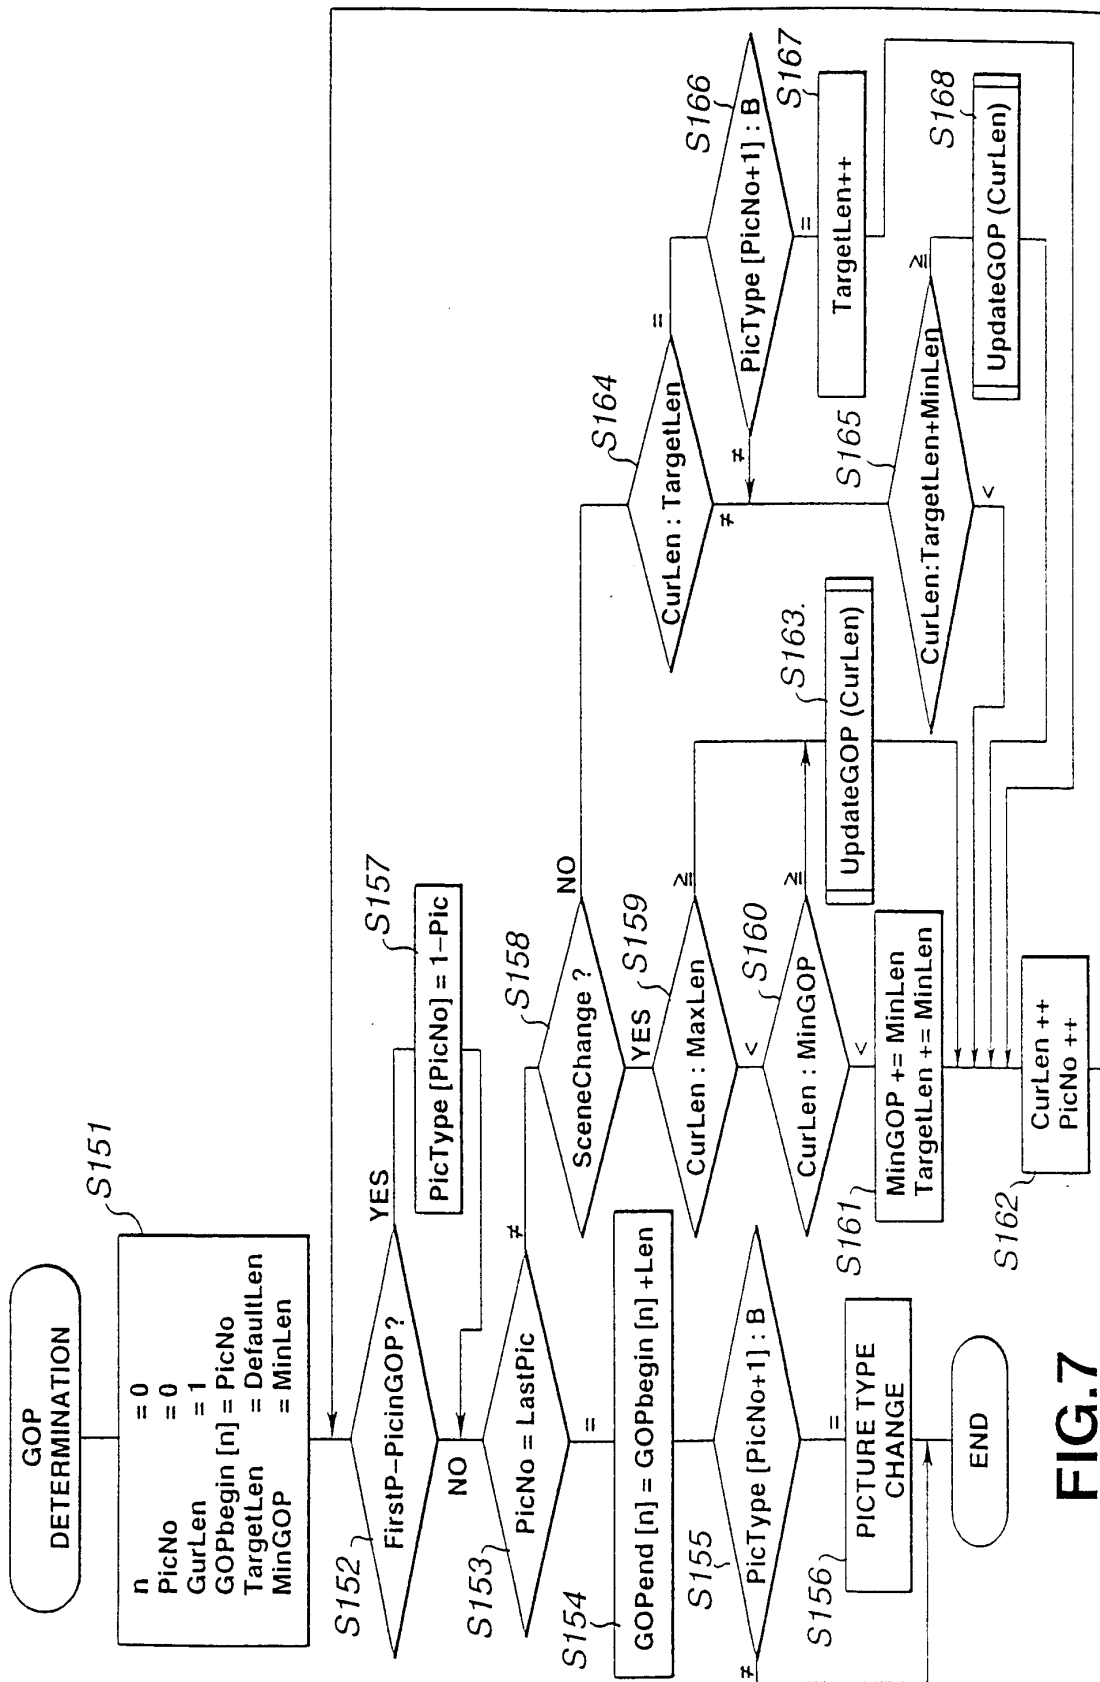 GOP
DETERMINATION
S151
n =0
PicNo =0
GurLen =1
GOPbegin [n] = PicNo
TargetLen = DefaultLen
MinGOP = MinLen
S152
FirstP–PicinGOP?
YES
NO
S157
PicType [PicNo] = 1–Pic
S153
PicNo = LastPic
≠
=
S154
GOPend [n] = GOPbegin [n] +Len
S155
PicType [PicNo+1] : B
≠
=
S156
PICTURE TYPE
CHANGE
END
S158
SceneChange ?
NO
YES
S159
CurLen : MaxLen
≧
<
S160
CurLen : MinGOP
≧
<
S161
MinGOP += MinLen
TargetLen += MinLen
S162
CurLen ++
PicNo ++
S163.
UpdateGOP (CurLen)
S164
CurLen : TargetLen
=
≠
S166
PicType [PicNo+1] : B
≠
=
S167
TargetLen++
S165
CurLen:TargetLen+MinLen
≧
<
S168
UpdateGOP (CurLen)
FIG.7